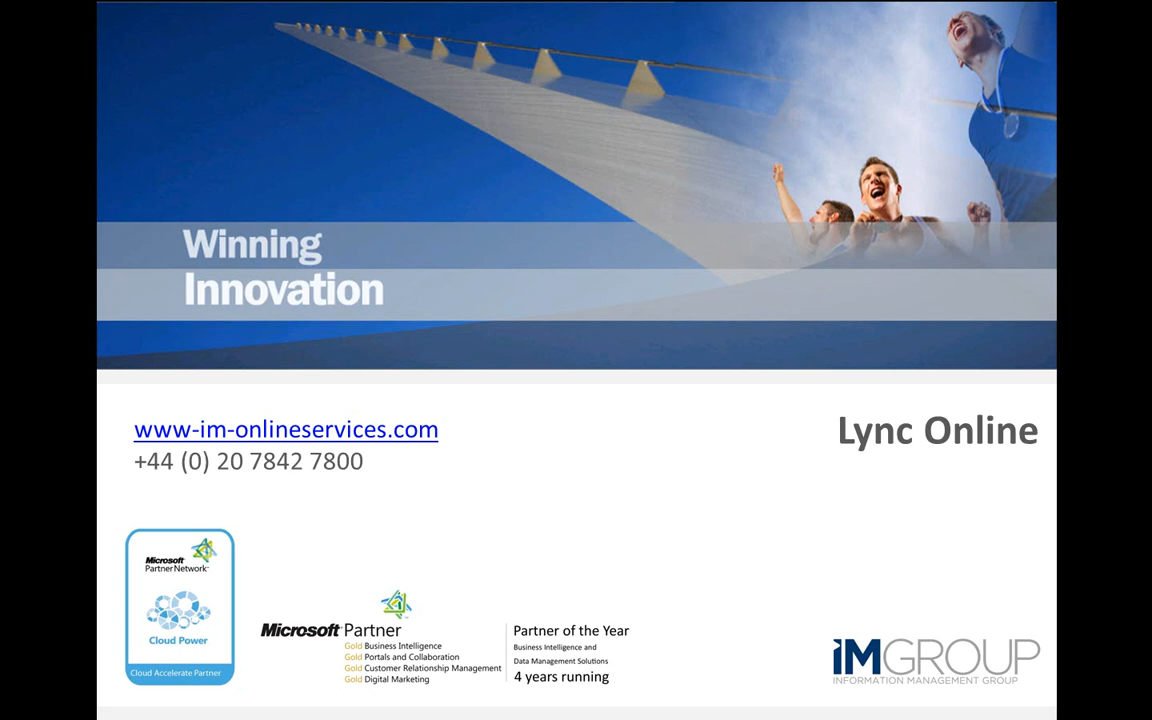 Winning
Innovation
www-im-onlineservices.com
+44 (0) 20 7842 7800
Lync Online
Microsoft
Partner Network
Cloud Power
Cloud Accelerate Partner
Microsoft Partner
Gold Business Intelligence
Gold Portals and Collaboration
Gold Customer Relationship Management
Gold Digital Marketing
Partner of the Year
Business Intelligence and
Data Management Solutions
4 years running
iMGROUP
INFORMATION MANAGEMENT GROUP